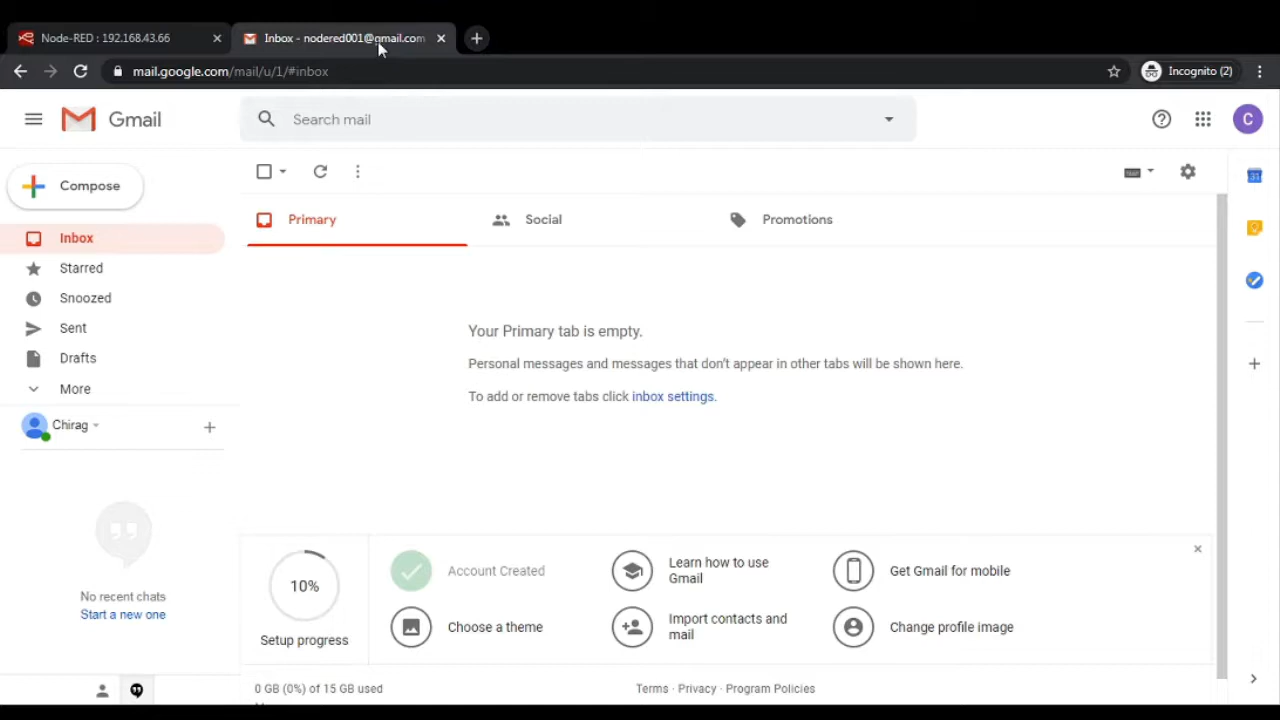 Node-RED : 192.168.43.66
Inbox - nodered001@gmail.com
mail.google.com/mail/u/1/#inbox
Incognito (2)
Gmail
Search mail
C
Compose
31
Primary
Social
Promotions
Inbox
Starred
Snoozed
Sent
Drafts
More
Your Primary tab is empty.
Personal messages and messages that don't appear in other tabs will be shown here.
To add or remove tabs click inbox settings.
Chirag
No recent chats
Start a new one
10%
Setup progress
Account Created
Learn how to use
Gmail
Get Gmail for mobile
Choose a theme
Import contacts and
mail
Change profile image
0 GB (0%) of 15 GB used
Terms · Privacy · Program Policies